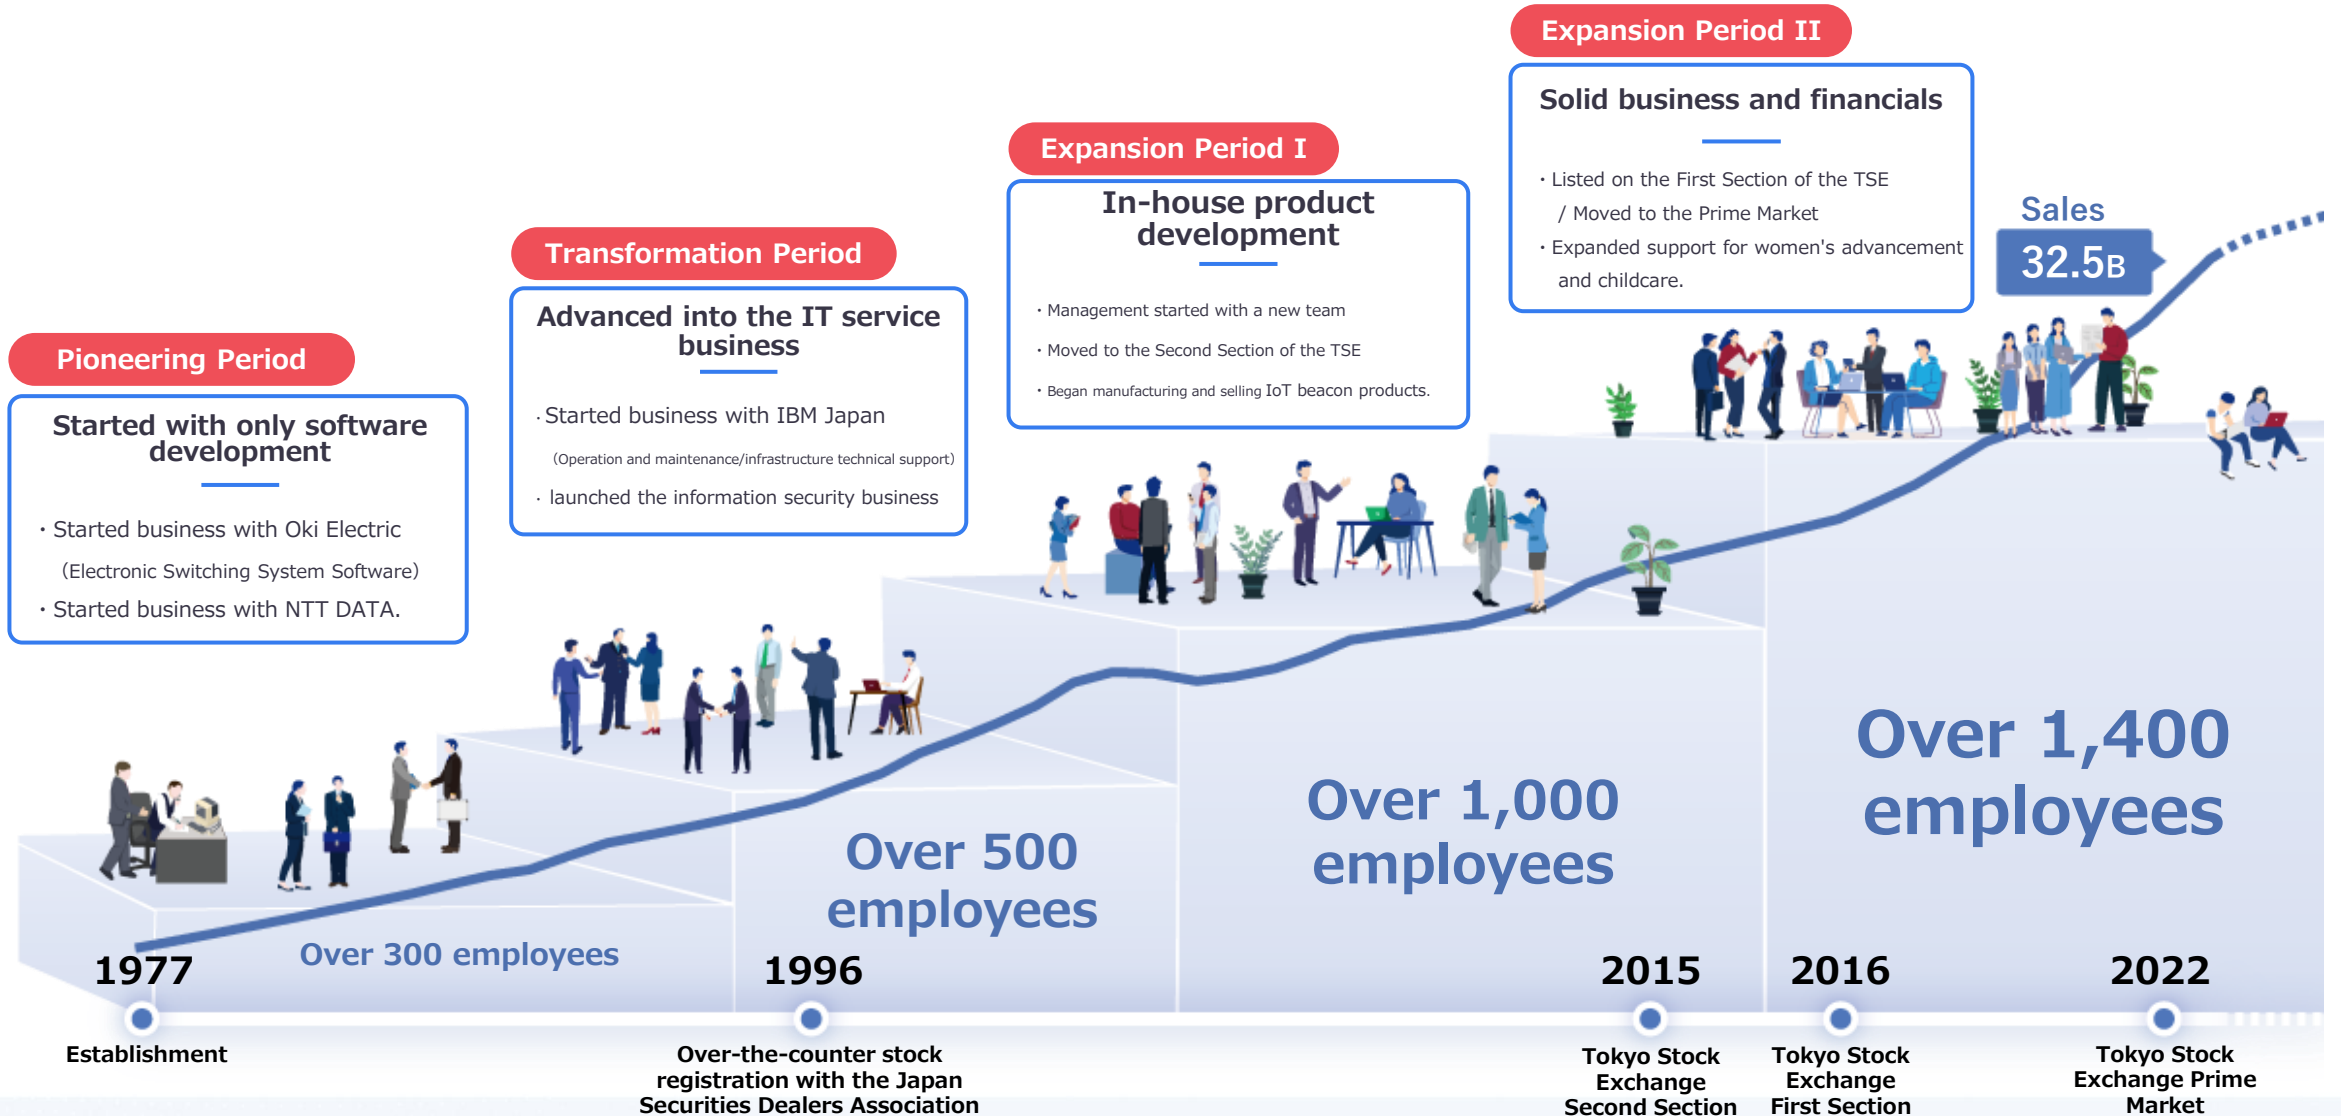 Pioneering Period
Started with only software
development
・Started business with Oki Electric
（Electronic Switching System Software）
・Started business with NTT DATA.
Transformation Period
Advanced into the IT service
business
· Started business with IBM Japan
（Operation and maintenance/infrastructure technical support）
· launched the information security business
Expansion Period I
In-house product
development
・Management started with a new team
・Moved to the Second Section of the TSE
・Began manufacturing and selling IoT beacon products.
Expansion Period II
Solid business and financials
・Listed on the First Section of the TSE
/ Moved to the Prime Market
・Expanded support for women's advancement
and childcare.
Sales
32.5B
Over 300 employees
Over 500
employees
Over 1,000
employees
Over 1,400
employees
1977
Establishment
1996
Over-the-counter stock
registration with the Japan
Securities Dealers Association
2015
Tokyo Stock
Exchange
Second Section
2016
Tokyo Stock
Exchange
First Section
2022
Tokyo Stock
Exchange Prime
Market